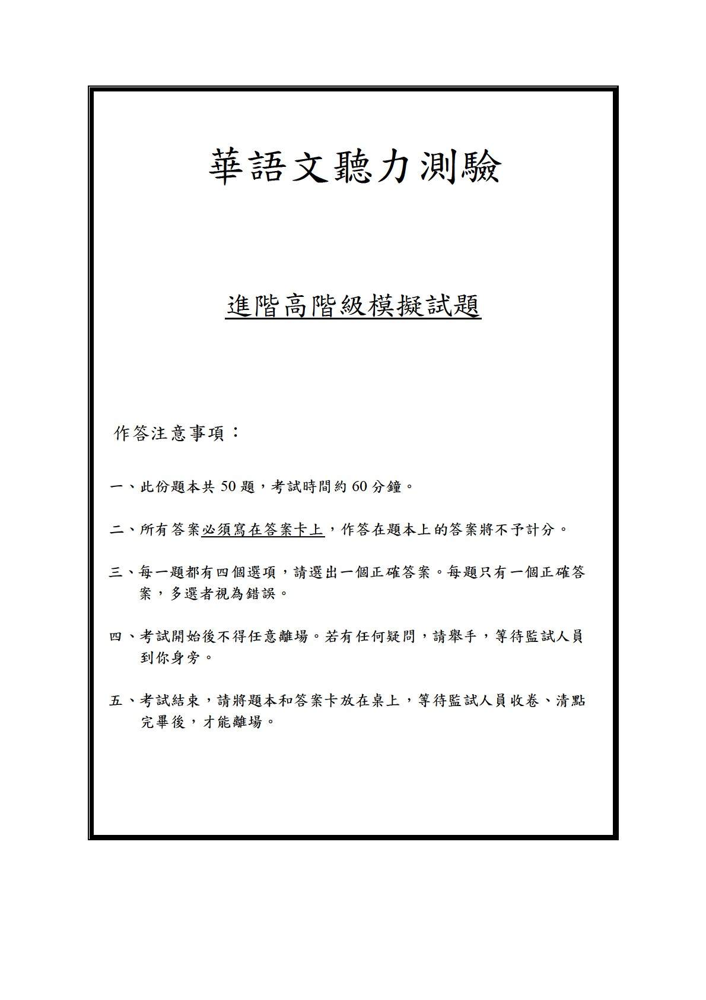 華語文聽力測驗
進階高階級模擬試題
作答注意事項：
一、此份題本共 50 題，考試時間約 60 分鐘。
二、所有答案必須寫在答案卡上，作答在題本上的答案將不予計分。
三、每一題都有四個選項，請選出一個正確答案。每題只有一個正確答
案，多選者視為錯誤。
四、考試開始後不得任意離場。若有任何疑問，請舉手，等待監試人員
到你身旁。
五、考試結束，請將題本和答案卡放在桌上，等待監試人員收卷、清點
完畢後，才能離場。